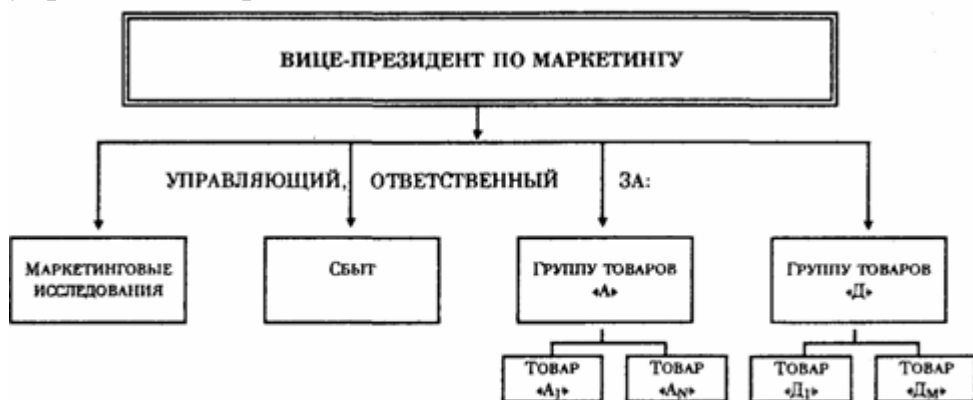 ВИЦЕ-ПРЕЗИДЕНТ ПО МАРКЕТИНГУ
УПРАВЛЯЮЩИЙ, ОТВЕТСТВЕННЫЙ ЗА:
МАРКЕТИНГОВЫЕ
ИССЛЕДОВАНИЯ
СБЫТ
ГРУППУ ТОВАРОВ
«А»
ГРУППУ ТОВАРОВ
«Д»
ТОВАР
«А1»
ТОВАР
«АN»
ТОВАР
«Д1»
ТОВАР
«ДМ»